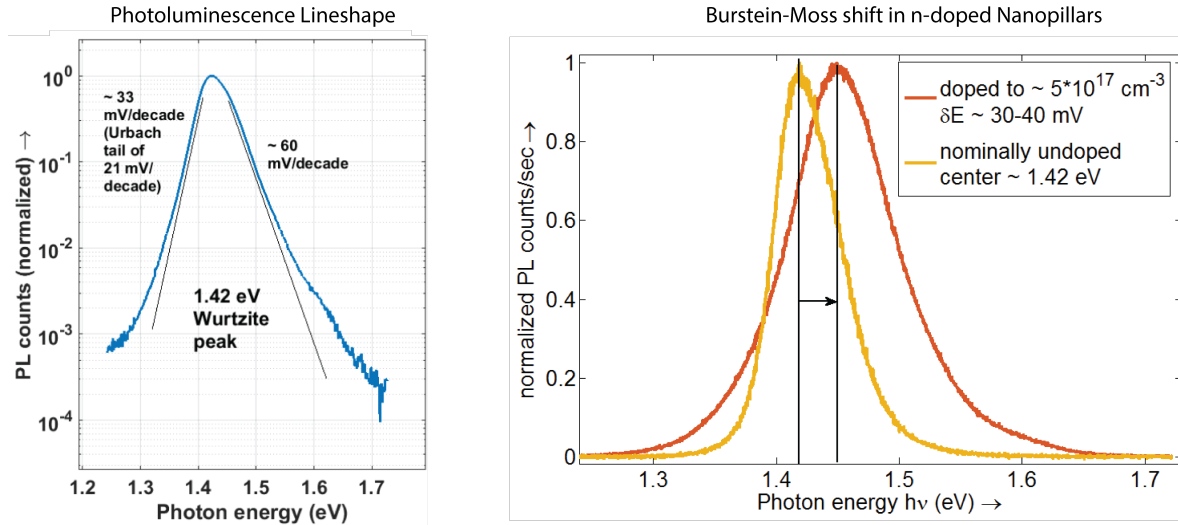 Photoluminescence Lineshape
Burstein-Moss shift in n-doped Nanopillars
10^0
10^-1
10^-2
10^-3
10^-4
PL counts (normalized) →
~ 33
mV/decade
(Urbach
tail of
21 mV/
decade)
~ 60
mV/decade
1.42 eV
Wurtzite
peak
1.2 1.3 1.4 1.5 1.6 1.7
Photon energy (eV)
1
0.8
0.6
0.4
0.2
0
normalized PL counts/sec→
doped to ~ 5*10^17 cm^-3
δE ~ 30-40 mV
nominally undoped
center ~ 1.42 eV
1.3 1.4 1.5 1.6 1.7
Photon energy hν (eV) →